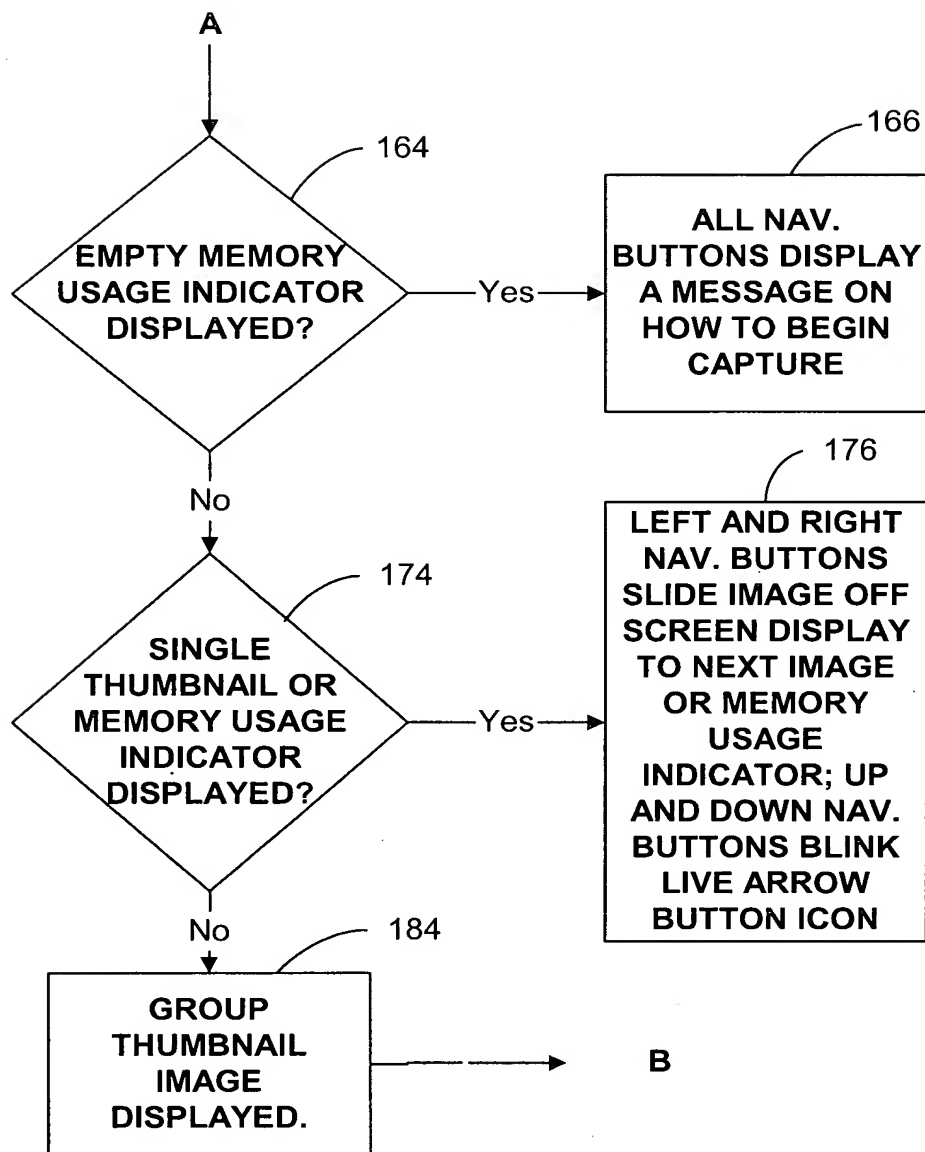 A
164
EMPTY MEMORY
USAGE INDICATOR
DISPLAYED?
Yes
166
ALL NAV.
BUTTONS DISPLAY
A MESSAGE ON
HOW TO BEGIN
CAPTURE
No
174
SINGLE
THUMBNAIL OR
MEMORY USAGE
INDICATOR
DISPLAYED?
Yes
176
LEFT AND RIGHT
NAV. BUTTONS
SLIDE IMAGE OFF
SCREEN DISPLAY
TO NEXT IMAGE
OR MEMORY
USAGE
INDICATOR; UP
AND DOWN NAV.
BUTTONS BLINK
LIVE ARROW
BUTTON ICON
No
184
GROUP
THUMBNAIL
IMAGE
DISPLAYED.
B